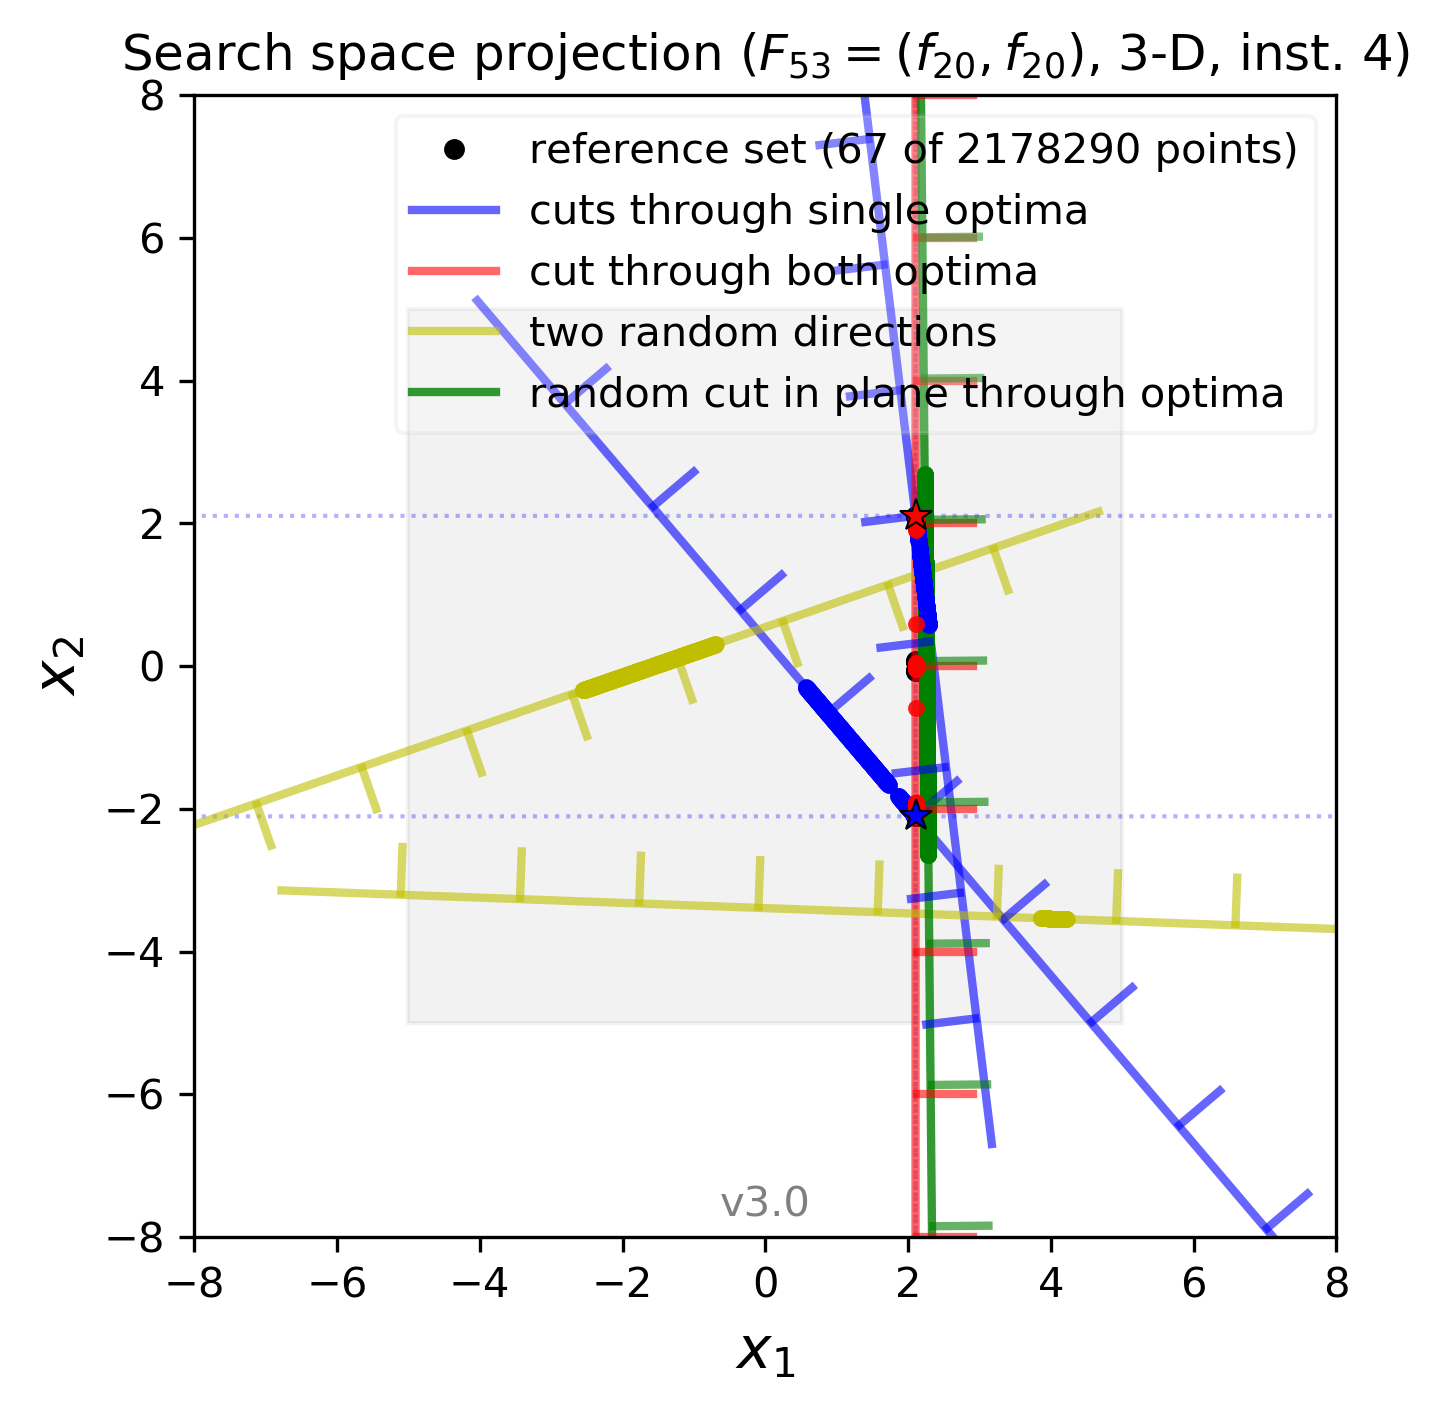 Search space projection (F₅₃ = (f₂₀, f₂₀), 3-D, inst. 4)
reference set (67 of 2178290 points)
cuts through single optima
cut through both optima
two random directions
random cut in plane through optima
8
6
4
2
0
−2
−4
−6
−8
x₂
v3.0
−8 −6 −4 −2 0 2 4 6 8
x₁